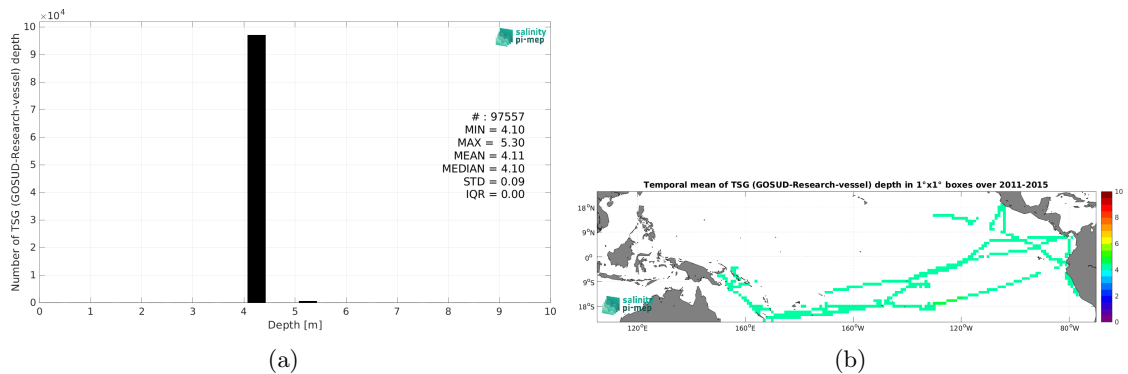 ×10⁴
10
9
8
7
6
5
4
3
2
1
0
Number of TSG (GOSUD-Research-vessel) depth
salinity
pi-mep
# : 97557
MIN = 4.10
MAX = 5.30
MEAN = 4.11
MEDIAN = 4.10
STD = 0.09
IQR = 0.00
0 1 2 3 4 5 6 7 8 9 10
Depth [m]
(a)
Temporal mean of TSG (GOSUD-Research-vessel) depth in 1°x1° boxes over 2011-2015
18°N
9°N
0°
9°S
18°S
salinity
pi-mep
120°E 160°E 160°W 120°W 80°W
10
8
6
4
2
0
(b)